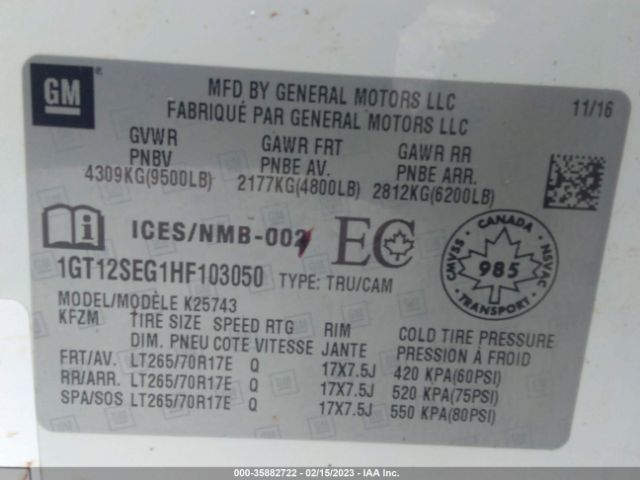 GM ®
MFD BY GENERAL MOTORS LLC
11/16
FABRIQUÉ PAR GENERAL MOTORS LLC
GVWR GAWR FRT GAWR RR
PNBV PNBE AV. PNBE ARR.
4309KG(9500LB) 2177KG(4800LB) 2812KG(6200LB)
ICES/NMB-002 EC
CANADA
CMVSS 985 NSVAC
TRANSPORT
1GT12SEG1HF103050 TYPE: TRU/CAM
MODEL/MODÈLE K25743
KFZM TIRE SIZE SPEED RTG RIM COLD TIRE PRESSURE
DIM. PNEU COTE VITESSE JANTE PRESSION À FROID
FRT/AV. LT265/70R17E Q 17X7.5J 420 KPA(60PSI)
RR/ARR. LT265/70R17E Q 17X7.5J 520 KPA(75PSI)
SPA/SOS LT265/70R17E Q 17X7.5J 550 KPA(80PSI)
000-35882722 - 02/15/2023 - IAA Inc.